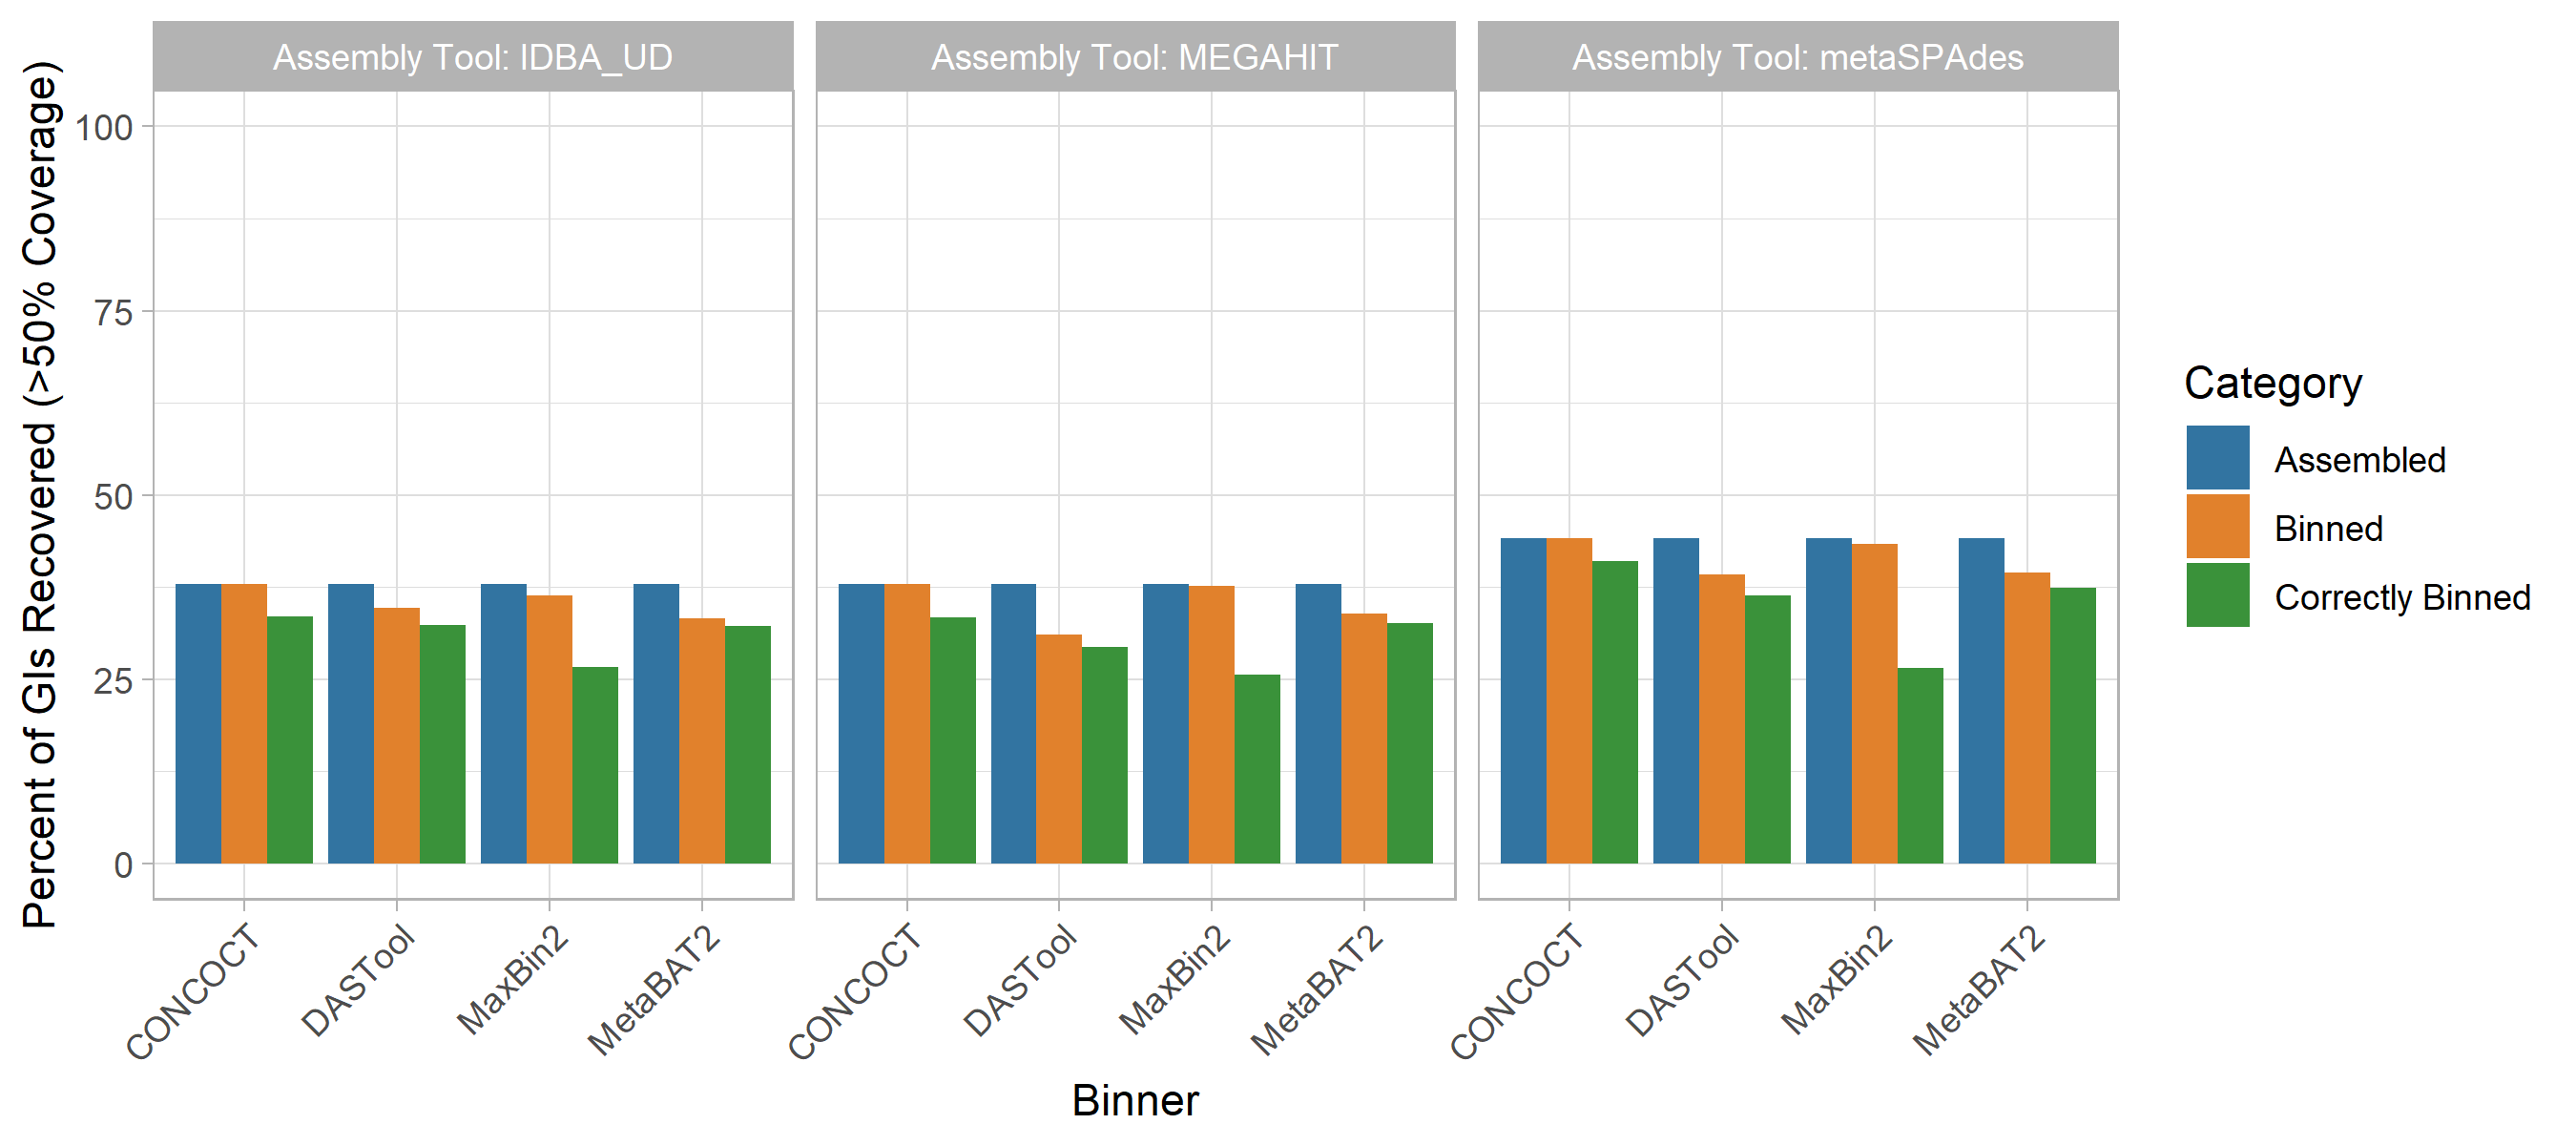 Assembly Tool: IDBA_UD
Assembly Tool: MEGAHIT
Assembly Tool: metaSPAdes
Percent of GIs Recovered (>50% Coverage)
100
75
50
25
0
CONCOCT
DASTool
MaxBin2
MetaBAT2
CONCOCT
DASTool
MaxBin2
MetaBAT2
CONCOCT
DASTool
MaxBin2
MetaBAT2
Binner
Category
Assembled
Binned
Correctly Binned